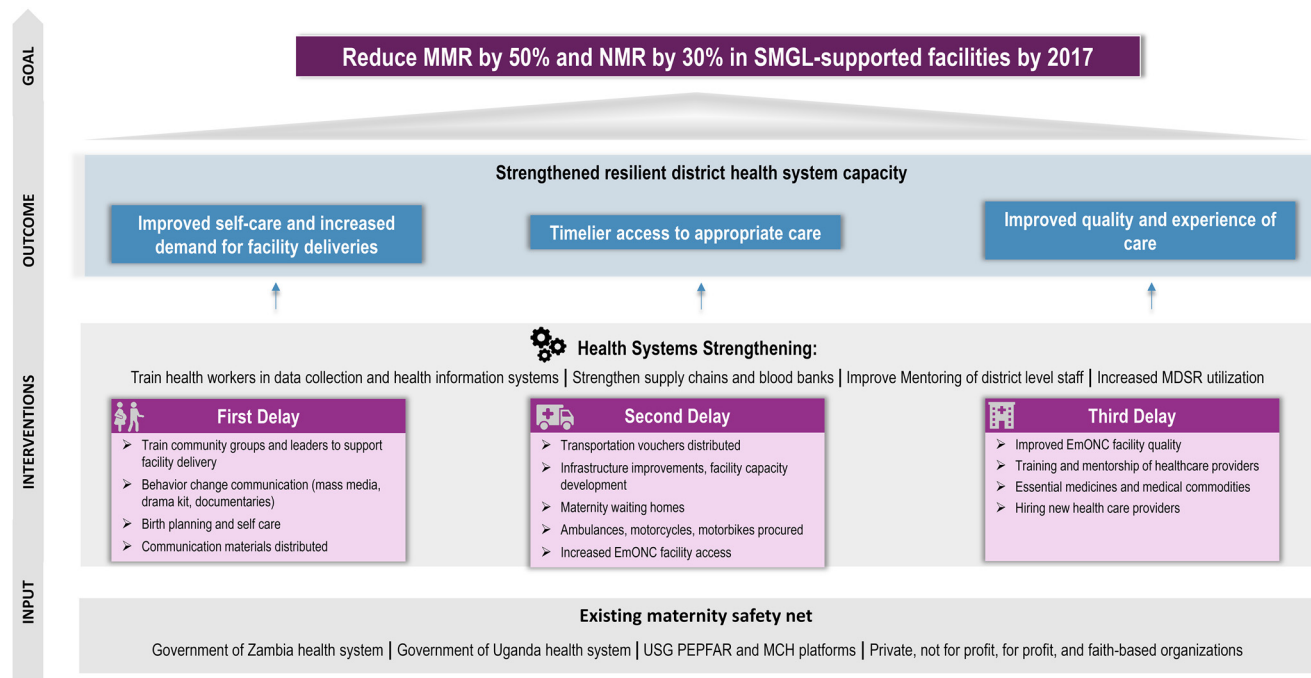 GOAL
Reduce MMR by 50% and NMR by 30% in SMGL-supported facilities by 2017
OUTCOME
Strengthened resilient district health system capacity
Improved self-care and increased
demand for facility deliveries
Timelier access to appropriate care
Improved quality and experience of
care
INTERVENTIONS
Health Systems Strengthening:
Train health workers in data collection and health information systems | Strengthen supply chains and blood banks | Improve Mentoring of district level staff | Increased MDSR utilization
First Delay
➢ Train community groups and leaders to support
facility delivery
➢ Behavior change communication (mass media,
drama kit, documentaries)
➢ Birth planning and self care
➢ Communication materials distributed
Second Delay
➢ Transportation vouchers distributed
➢ Infrastructure improvements, facility capacity
development
➢ Maternity waiting homes
➢ Ambulances, motorcycles, motorbikes procured
➢ Increased EmONC facility access
Third Delay
➢ Improved EmONC facility quality
➢ Training and mentorship of healthcare providers
➢ Essential medicines and medical commodities
➢ Hiring new health care providers
INPUT
Existing maternity safety net
Government of Zambia health system | Government of Uganda health system | USG PEPFAR and MCH platforms | Private, not for profit, for profit, and faith-based organizations